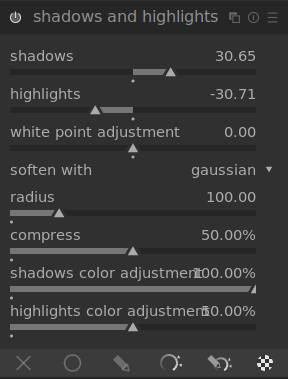 shadows and highlights
shadows 30.65
highlights -30.71
white point adjustment 0.00
soften with gaussian
radius 100.00
compress 50.00%
shadows color adjustment 100.00%
highlights color adjustment 50.00%